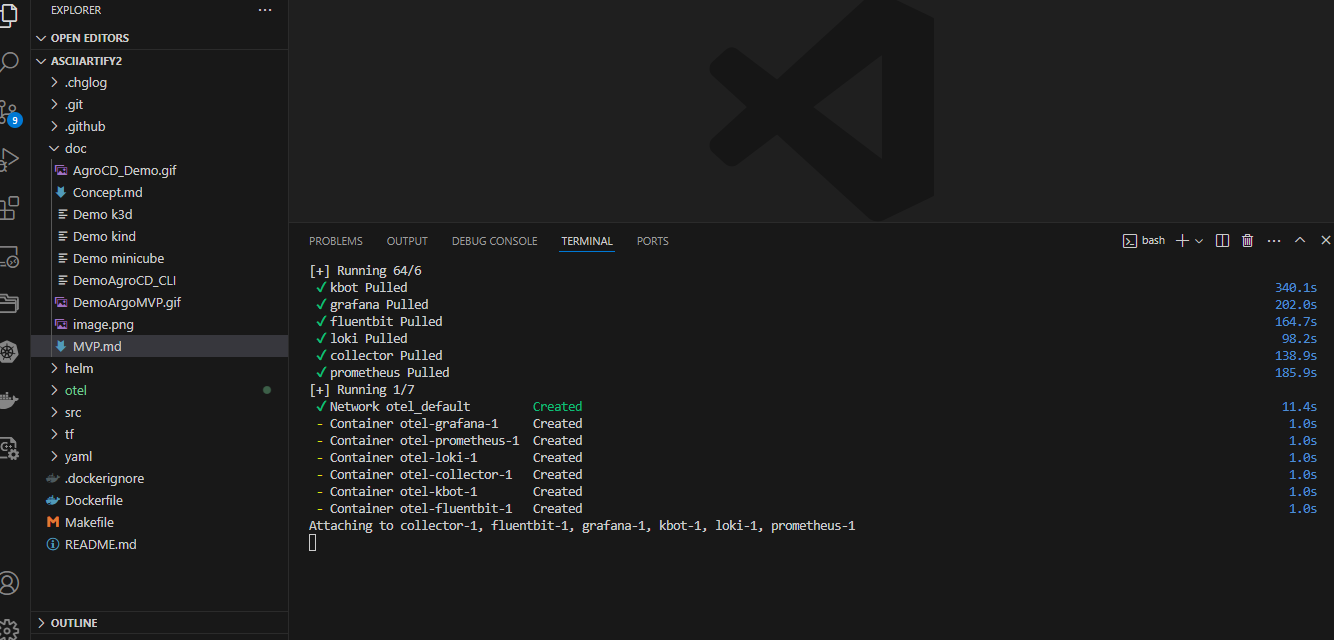 EXPLORER
OPEN EDITORS
ASCIIARTIFY2
.chglog
.git
.github
doc
AgroCD_Demo.gif
Concept.md
Demo k3d
Demo kind
Demo minicube
DemoAgroCD_CLI
DemoArgoMVP.gif
image.png
MVP.md
helm
otel
src
tf
yaml
.dockerignore
Dockerfile
Makefile
README.md
OUTLINE
9
PROBLEMS OUTPUT DEBUG CONSOLE TERMINAL PORTS
bash
[+] Running 64/6
✓ kbot Pulled 340.1s
✓ grafana Pulled 202.0s
✓ fluentbit Pulled 164.7s
✓ loki Pulled 98.2s
✓ collector Pulled 138.9s
✓ prometheus Pulled 185.9s
[+] Running 1/7
✓ Network otel_default Created 11.4s
- Container otel-grafana-1 Created 1.0s
- Container otel-prometheus-1 Created 1.0s
- Container otel-loki-1 Created 1.0s
- Container otel-collector-1 Created 1.0s
- Container otel-kbot-1 Created 1.0s
- Container otel-fluentbit-1 Created 1.0s
Attaching to collector-1, fluentbit-1, grafana-1, kbot-1, loki-1, prometheus-1